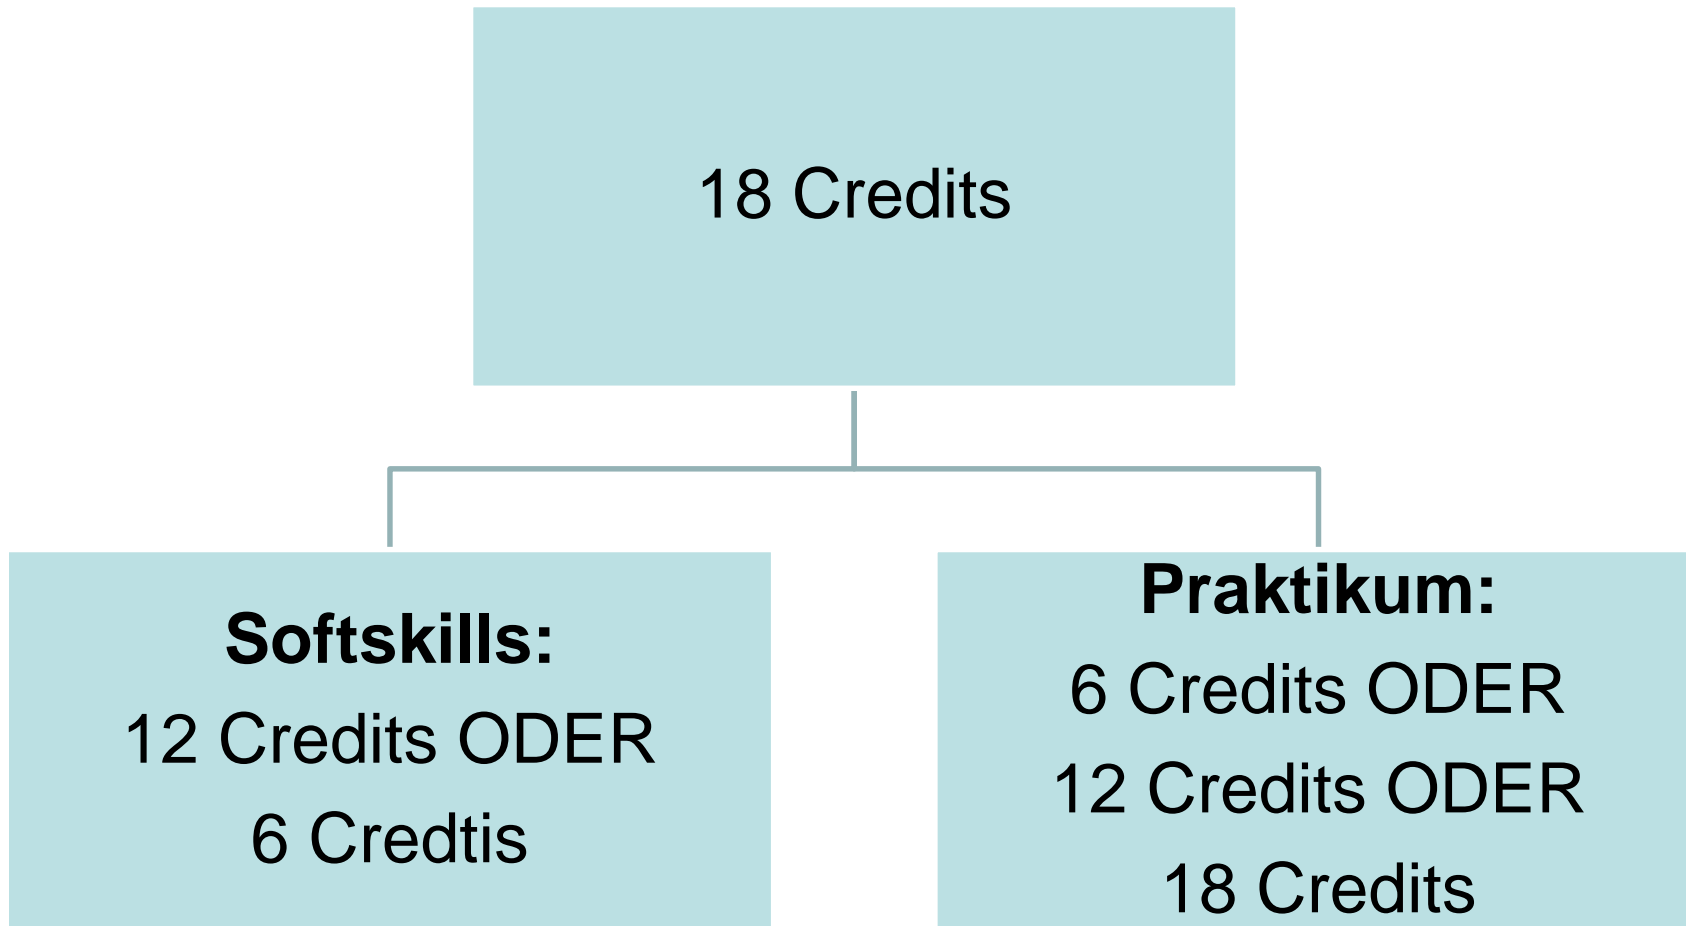 18 Credits
Softskills:
12 Credits ODER
6 Credtis
Praktikum:
6 Credits ODER
12 Credits ODER
18 Credits